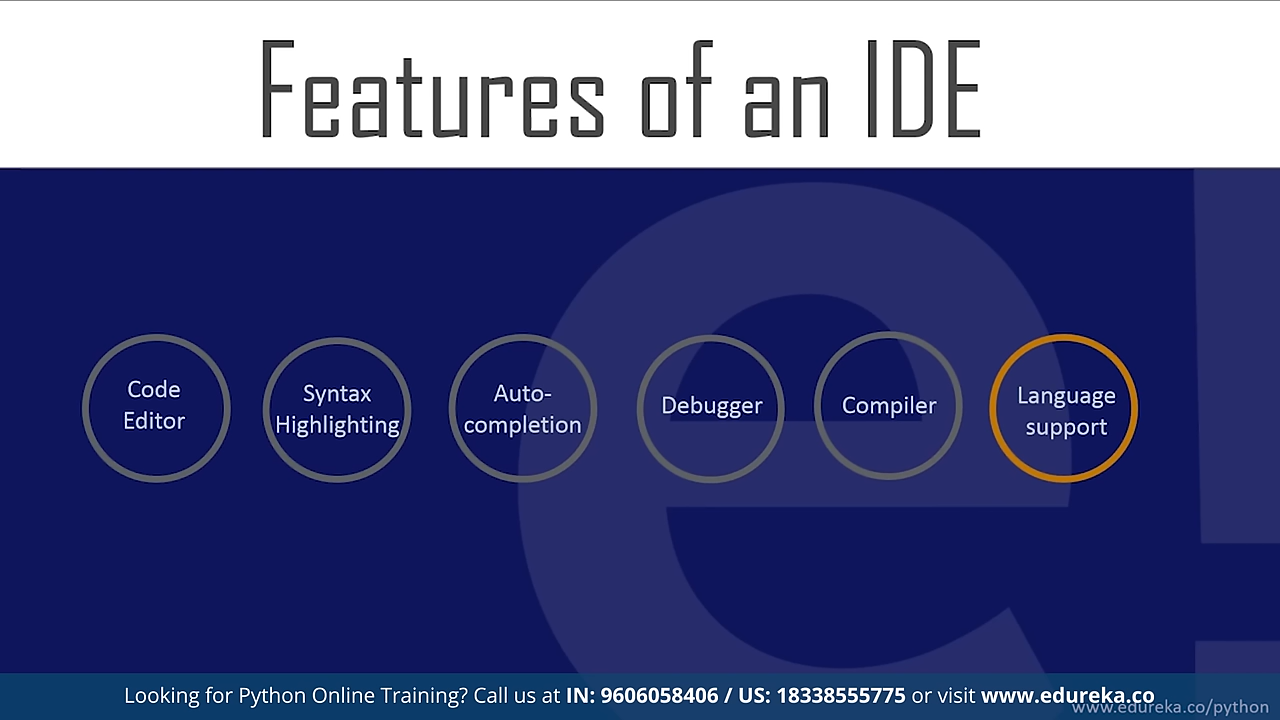 Features of an IDE
Code
Editor
Syntax
Highlighting
Auto-
completion
Debugger
Compiler
Language
support
Looking for Python Online Training? Call us at IN: 9606058406 / US: 18338555775 or visit www.edureka.co
www.edureka.co/python